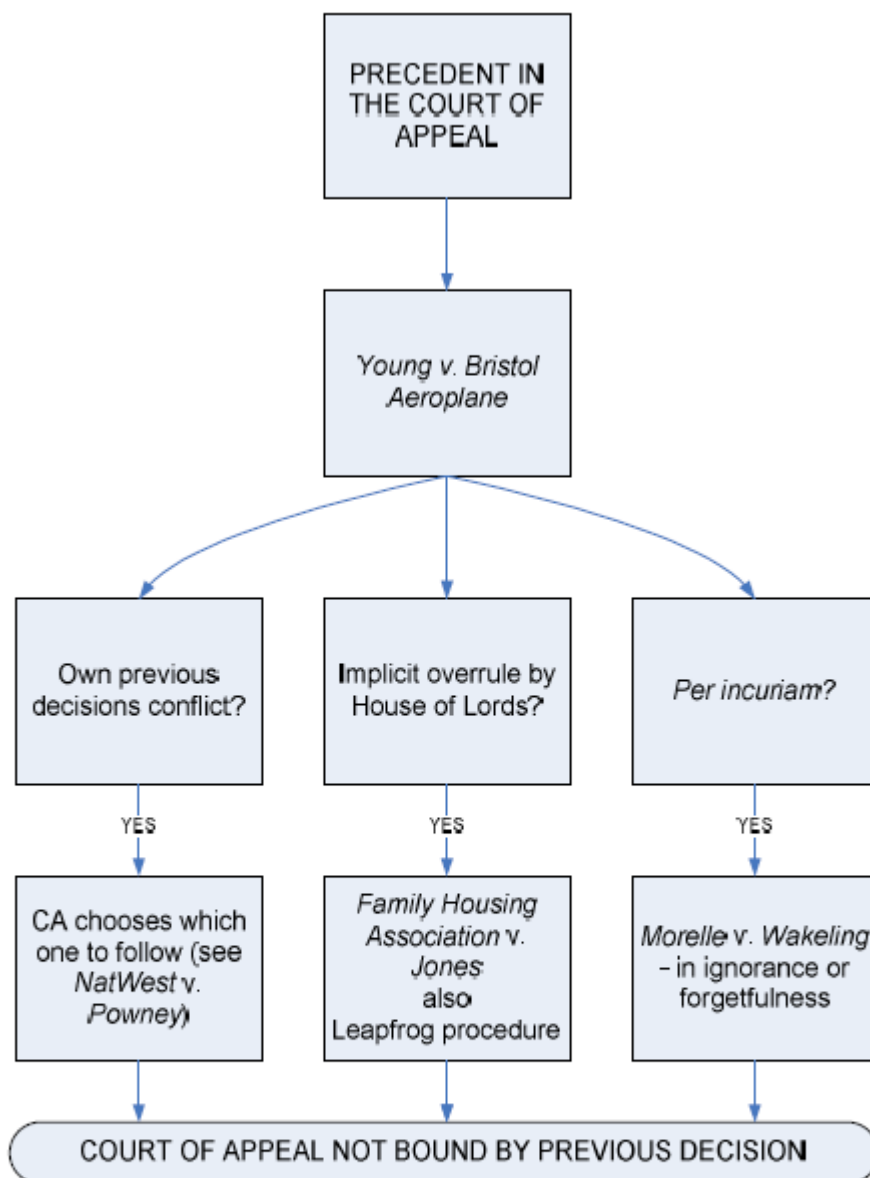 PRECEDENT IN
THE COURT OF
APPEAL
Young v. Bristol
Aeroplane
Own previous
decisions conflict?
Implicit overrule by
House of Lords?
Per incuriam?
YES
YES
YES
CA chooses which
one to follow (see
NatWest v.
Powney)
Family Housing
Association v.
Jones
also
Leapfrog procedure
Morelle v. Wakeling
– in ignorance or
forgetfulness
COURT OF APPEAL NOT BOUND BY PREVIOUS DECISION